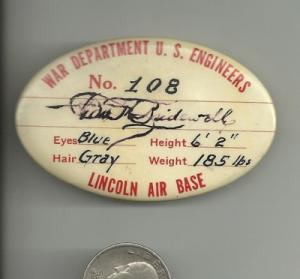 WAR DEPARTMENT U. S. ENGINEERS
No. 108
Eyes Blue Height 6' 2"
Hair Gray Weight 185 lbs
LINCOLN AIR BASE